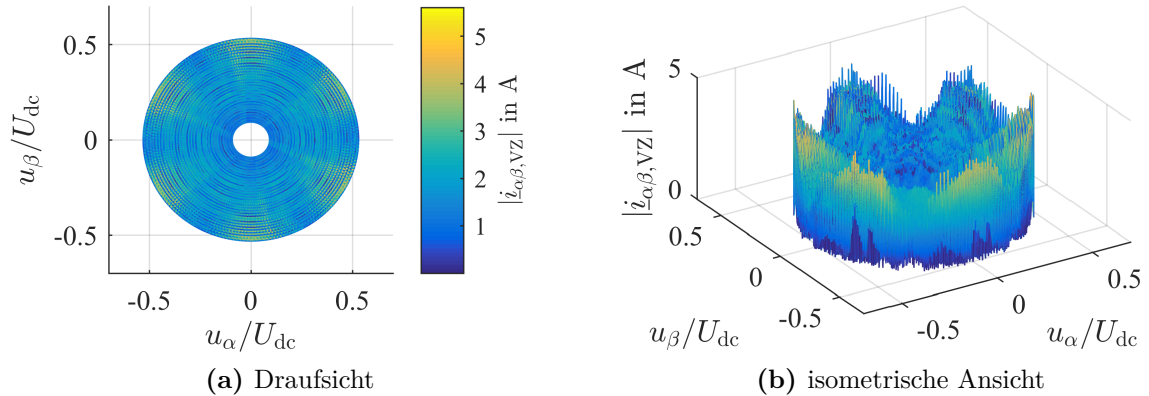 0.5
0
-0.5
-0.5
0
0.5
u_β/U_dc
u_α/U_dc
5
4
3
2
1
|i_αβ,VZ| in A
(a) Draufsicht
5
0
|i_αβ,VZ| in A
0.5
0
-0.5
u_β/U_dc
-0.5
0
0.5
u_α/U_dc
(b) isometrische Ansicht